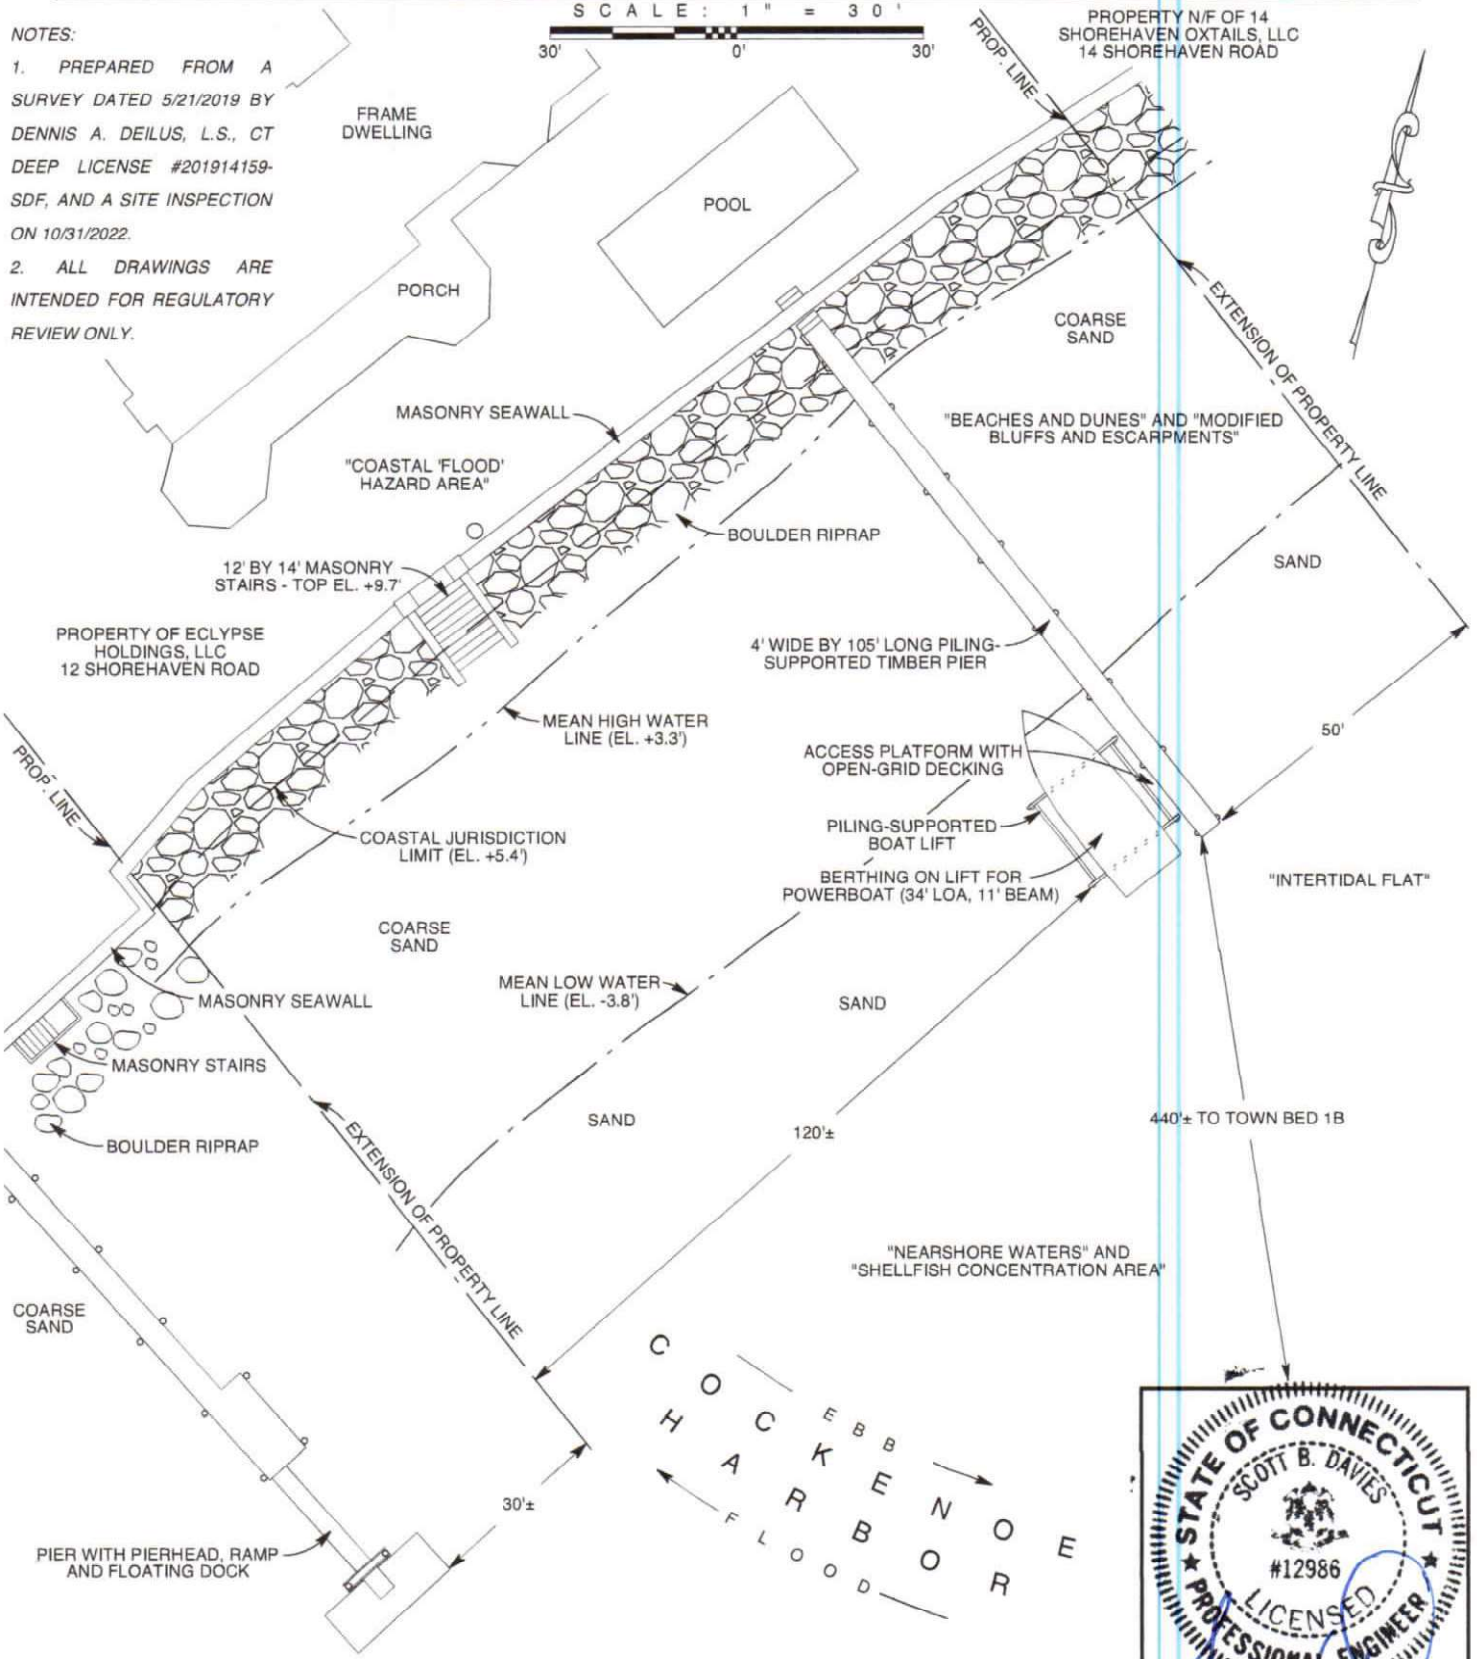 SCALE: 1" = 30'
30'
0'
30'
NOTES:
1. PREPARED FROM A
SURVEY DATED 5/21/2019 BY
DENNIS A. DEILUS, L.S., CT
DEEP LICENSE #201914159-
SDF, AND A SITE INSPECTION
ON 10/31/2022.
2. ALL DRAWINGS ARE
INTENDED FOR REGULATORY
REVIEW ONLY.
PROPERTY N/F OF 14
SHOREHAVEN OXTAILS, LLC
14 SHOREHAVEN ROAD
PROP. LINE
FRAME
DWELLING
POOL
PORCH
COARSE
SAND
EXTENSION OF PROPERTY LINE
MASONRY SEAWALL
"COASTAL 'FLOOD'
HAZARD AREA"
"BEACHES AND DUNES" AND "MODIFIED
BLUFFS AND ESCARPMENTS"
BOULDER RIPRAP
SAND
12' BY 14' MASONRY
STAIRS - TOP EL. +9.7'
PROPERTY OF ECLYPSE
HOLDINGS, LLC
12 SHOREHAVEN ROAD
4' WIDE BY 105' LONG PILING-
SUPPORTED TIMBER PIER
MEAN HIGH WATER
LINE (EL. +3.3')
50'
ACCESS PLATFORM WITH
OPEN-GRID DECKING
PROP. LINE
COASTAL JURISDICTION
LIMIT (EL. +5.4')
PILING-SUPPORTED
BOAT LIFT
BERTHING ON LIFT FOR
POWERBOAT (34' LOA, 11' BEAM)
"INTERTIDAL FLAT"
COARSE
SAND
MEAN LOW WATER
LINE (EL. -3.8')
SAND
MASONRY SEAWALL
MASONRY STAIRS
SAND
120'±
440'± TO TOWN BED 1B
BOULDER RIPRAP
EXTENSION OF PROPERTY LINE
"NEARSHORE WATERS" AND
"SHELLFISH CONCENTRATION AREA"
COARSE
SAND
COCKENOE
HARBOR
EBB
FLOOD
30'±
PIER WITH PIERHEAD, RAMP
AND FLOATING DOCK
STATE OF CONNECTICUT
SCOTT B. DAVIES
#12986
LICENSED
PROFESSIONAL ENGINEER